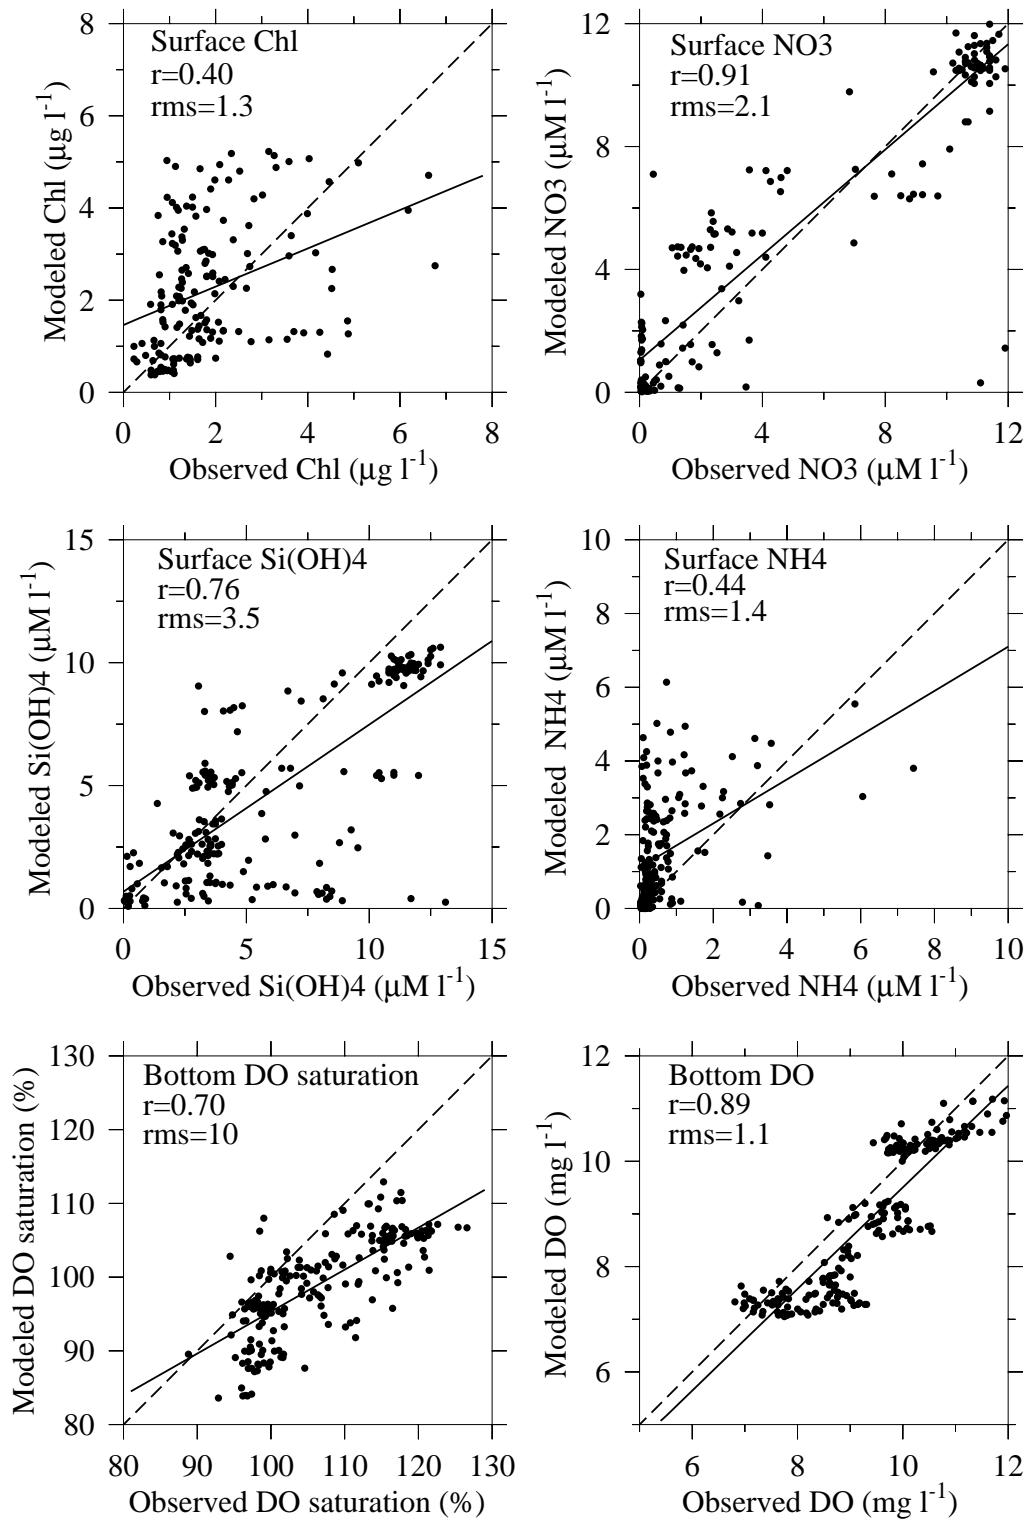 Surface Chl
r=0.40
rms=1.3
Modeled Chl (µg l-1)
8
6
4
2
0
0 2 4 6 8
Observed Chl (µg l-1)
Surface NO3
r=0.91
rms=2.1
Modeled NO3 (µM l-1)
12
8
4
0
0 4 8 12
Observed NO3 (µM l-1)
Surface Si(OH)4
r=0.76
rms=3.5
Modeled Si(OH)4 (µM l-1)
15
10
5
0
0 5 10 15
Observed Si(OH)4 (µM l-1)
Surface NH4
r=0.44
rms=1.4
Modeled NH4 (µM l-1)
10
8
6
4
2
0
0 2 4 6 8 10
Observed NH4 (µM l-1)
Bottom DO saturation
r=0.70
rms=10
Modeled DO saturation (%)
130
120
110
100
90
80
80 90 100 110 120 130
Observed DO saturation (%)
Bottom DO
r=0.89
rms=1.1
Modeled DO (mg l-1)
12
10
8
6
6 8 10 12
Observed DO (mg l-1)